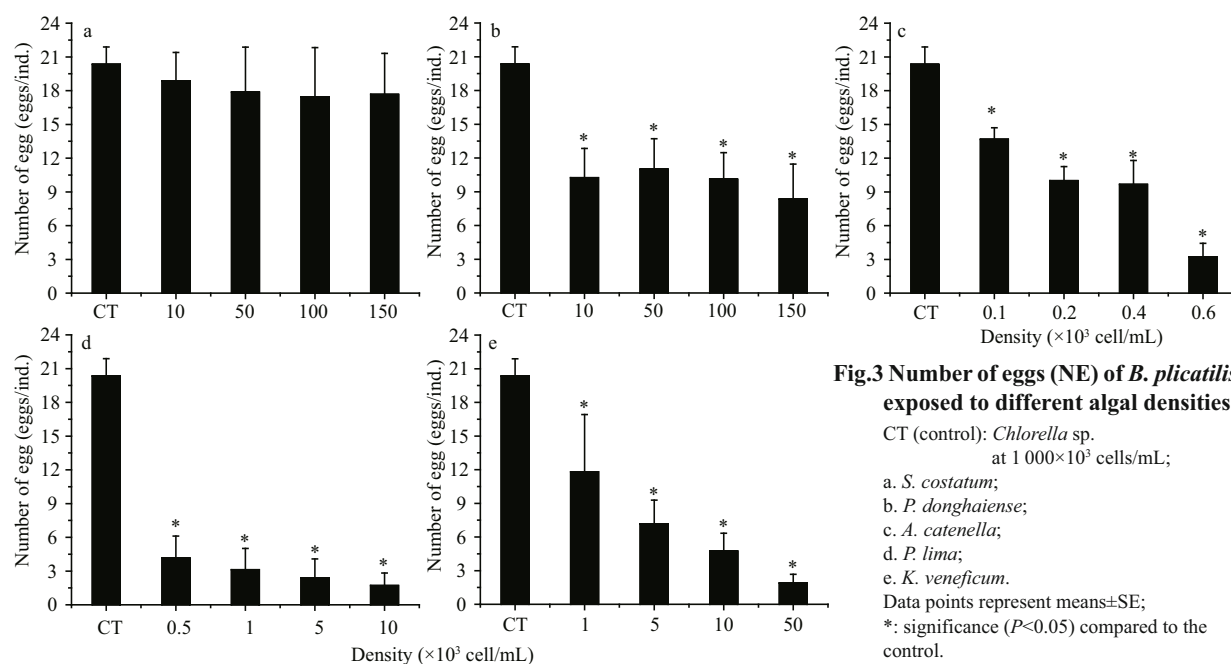 24
21
18
15
12
9
6
3
0
Number of egg (eggs/ind.)
a
CT 10 50 100 150
24
21
18
15
12
9
6
3
0
Number of egg (eggs/ind.)
b
* * * *
CT 10 50 100 150
24
21
18
15
12
9
6
3
0
Number of egg (eggs/ind.)
c
* * * *
CT 0.1 0.2 0.4 0.6
Density (×10³ cell/mL)
24
21
18
15
12
9
6
3
0
Number of egg (eggs/ind.)
d
* * * *
CT 0.5 1 5 10
24
21
18
15
12
9
6
3
0
Number of egg (eggs/ind.)
e
* * * *
CT 1 5 10 50
Density (×10³ cell/mL)
Fig.3 Number of eggs (NE) of B. plicatilis
exposed to different algal densities
CT (control): Chlorella sp.
at 1 000×10³ cells/mL;
a. S. costatum;
b. P. donghaiense;
c. A. catenella;
d. P. lima;
e. K. veneficum.
Data points represent means±SE;
*: significance (P<0.05) compared to the
control.